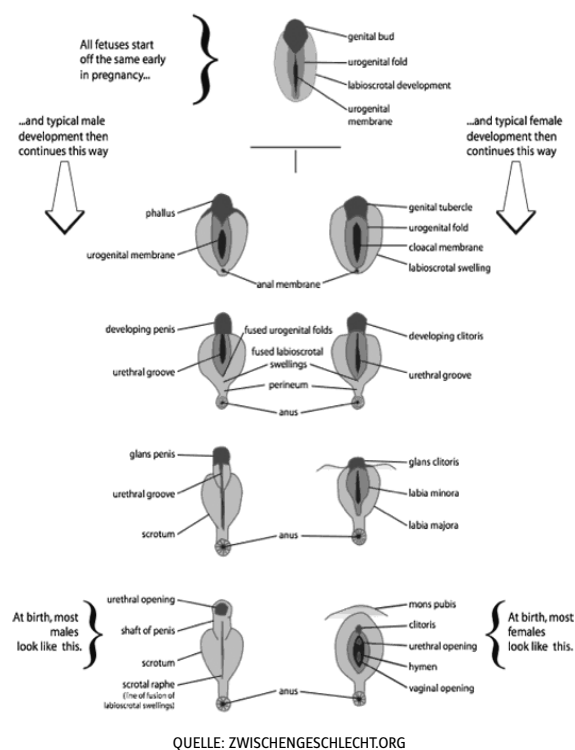 All fetuses start
off the same early
in pregnancy...
genital bud
urogenital fold
labioscrotal development
urogenital
membrane
...and typical male
development then
continues this way
...and typical female
development then
continues this way
phallus
urogenital membrane
genital tubercle
urogenital fold
cloacal membrane
labioscrotal swelling
anal membrane
developing penis
urethral groove
fused urogenital folds
fused labioscrotal
swellings
perineum
anus
developing clitoris
urethral groove
glans penis
urethral groove
scrotum
anus
glans clitoris
labia minora
labia majora
At birth, most
males
look like this.
urethral opening
shaft of penis
scrotum
scrotal raphe
(line of fusion of
labioscrotal swellings)
anus
mons pubis
clitoris
urethral opening
hymen
vaginal opening
At birth, most
females
look like this.
QUELLE: ZWISCHENGESCHLECHT.ORG